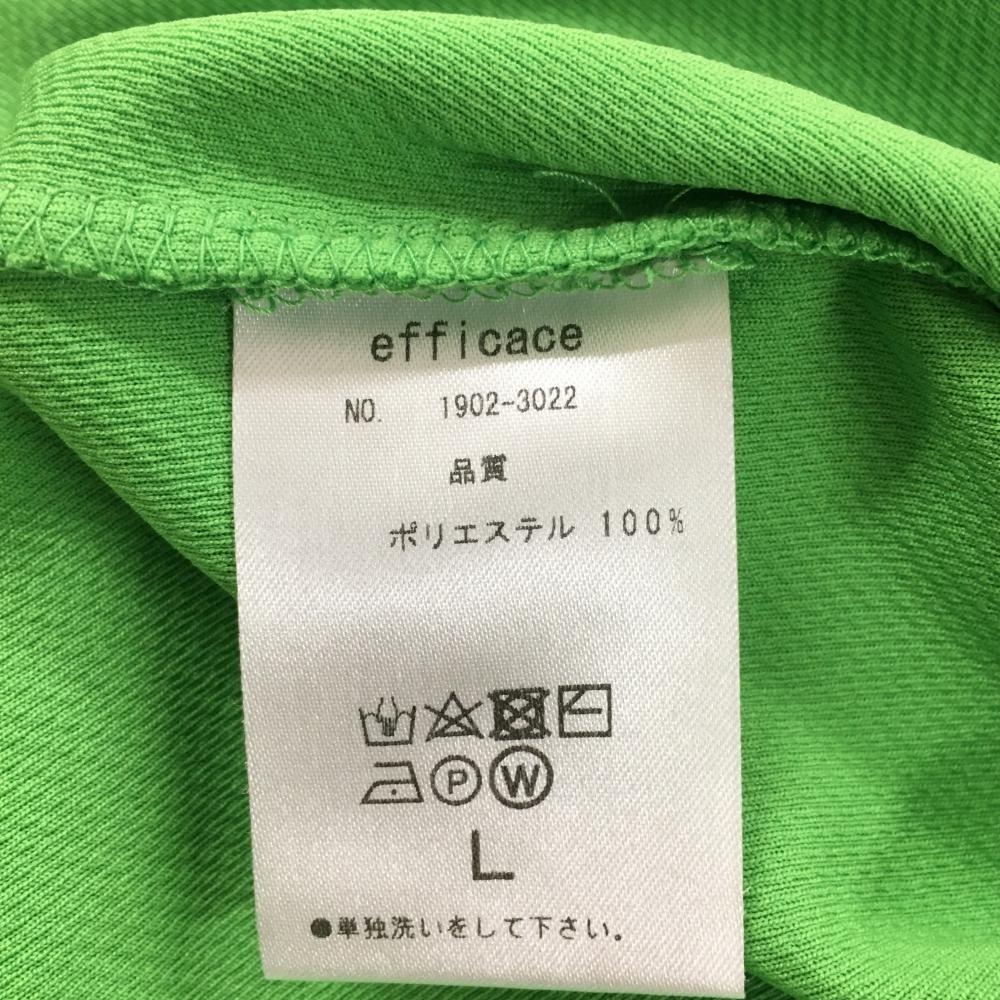 efficace
NO. 1902-3022
品質
ポリエステル 100%
P W
L
●単独洗いをして下さい。